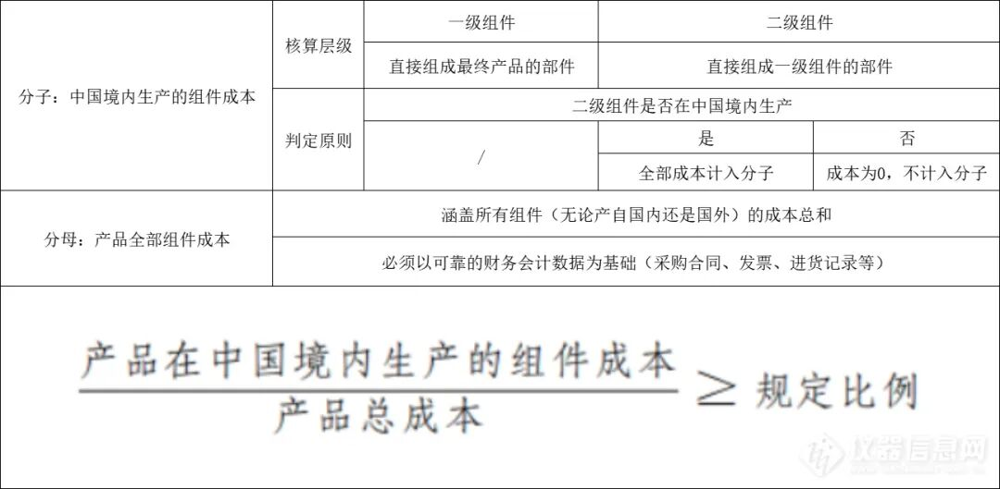 分子：中国境内生产的组件成本
核算层级
一级组件
二级组件
直接组成最终产品的部件
直接组成一级组件的部件
判定原则
二级组件是否在中国境内生产
/
是
否
全部成本计入分子
成本为0，不计入分子
分母：产品全部组件成本
涵盖所有组件（无论产自国内还是国外）的成本总和
必须以可靠的财务会计数据为基础（采购合同、发票、进货记录等）
产品在中国境内生产的组件成本
产品总成本
≥ 规定比例
仪器信息网